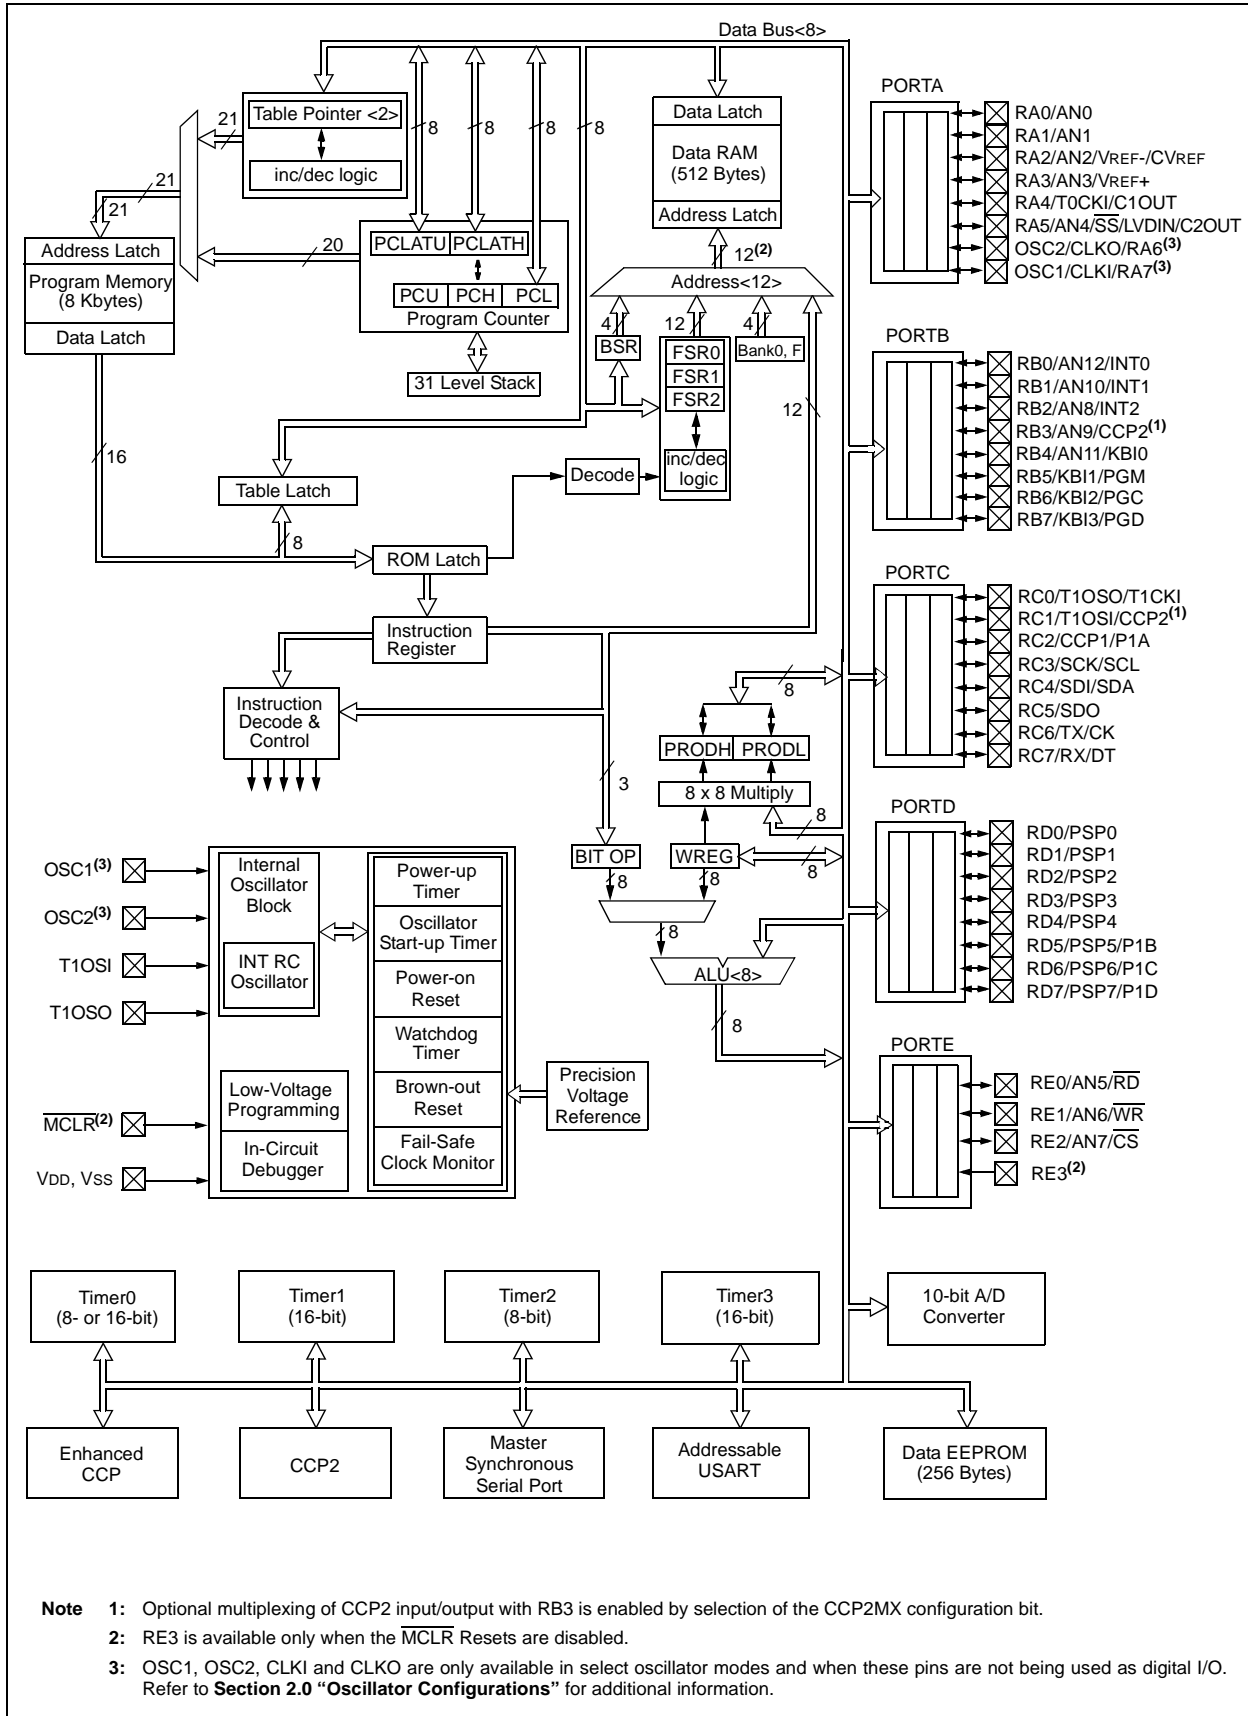 Data Bus<8>
PORTA
Table Pointer <2>
21
8
8
8
8
Data Latch
Data RAM
(512 Bytes)
Address Latch
RA0/AN0
RA1/AN1
RA2/AN2/VREF-/CVREF
RA3/AN3/VREF+
RA4/T0CKI/C1OUT
RA5/AN4/SS/LVDIN/C2OUT
OSC2/CLKO/RA6(3)
OSC1/CLKI/RA7(3)
inc/dec logic
21
21
20
PCLATU
PCLATH
12(2)
Address<12>
Address Latch
Program Memory
(8 Kbytes)
Data Latch
PCU
PCH
PCL
Program Counter
4
12
4
BSR
FSR0
FSR1
FSR2
Bank0, F
31 Level Stack
12
PORTB
RB0/AN12/INT0
RB1/AN10/INT1
RB2/AN8/INT2
RB3/AN9/CCP2(1)
RB4/AN11/KBI0
RB5/KBI1/PGM
RB6/KBI2/PGC
RB7/KBI3/PGD
16
inc/dec
logic
Decode
Table Latch
8
ROM Latch
Instruction
Register
PORTC
RC0/T1OSO/T1CKI
RC1/T1OSI/CCP2(1)
RC2/CCP1/P1A
RC3/SCK/SCL
RC4/SDI/SDA
RC5/SDO
RC6/TX/CK
RC7/RX/DT
Instruction
Decode &
Control
8
PRODH
PRODL
3
8 x 8 Multiply
8
BIT OP
WREG
8
8
8
8
ALU<8>
8
PORTD
RD0/PSP0
RD1/PSP1
RD2/PSP2
RD3/PSP3
RD4/PSP4
RD5/PSP5/P1B
RD6/PSP6/P1C
RD7/PSP7/P1D
OSC1(3)
OSC2(3)
T1OSI
T1OSO
MCLR(2)
VDD, VSS
Internal
Oscillator
Block
INT RC
Oscillator
Power-up
Timer
Oscillator
Start-up Timer
Power-on
Reset
Watchdog
Timer
Brown-out
Reset
Fail-Safe
Clock Monitor
Low-Voltage
Programming
In-Circuit
Debugger
Precision
Voltage
Reference
PORTE
RE0/AN5/RD
RE1/AN6/WR
RE2/AN7/CS
RE3(2)
Timer0
(8- or 16-bit)
Timer1
(16-bit)
Timer2
(8-bit)
Timer3
(16-bit)
10-bit A/D
Converter
Enhanced
CCP
CCP2
Master
Synchronous
Serial Port
Addressable
USART
Data EEPROM
(256 Bytes)
Note 1: Optional multiplexing of CCP2 input/output with RB3 is enabled by selection of the CCP2MX configuration bit.
2: RE3 is available only when the MCLR Resets are disabled.
3: OSC1, OSC2, CLKI and CLKO are only available in select oscillator modes and when these pins are not being used as digital I/O.
Refer to Section 2.0 “Oscillator Configurations” for additional information.